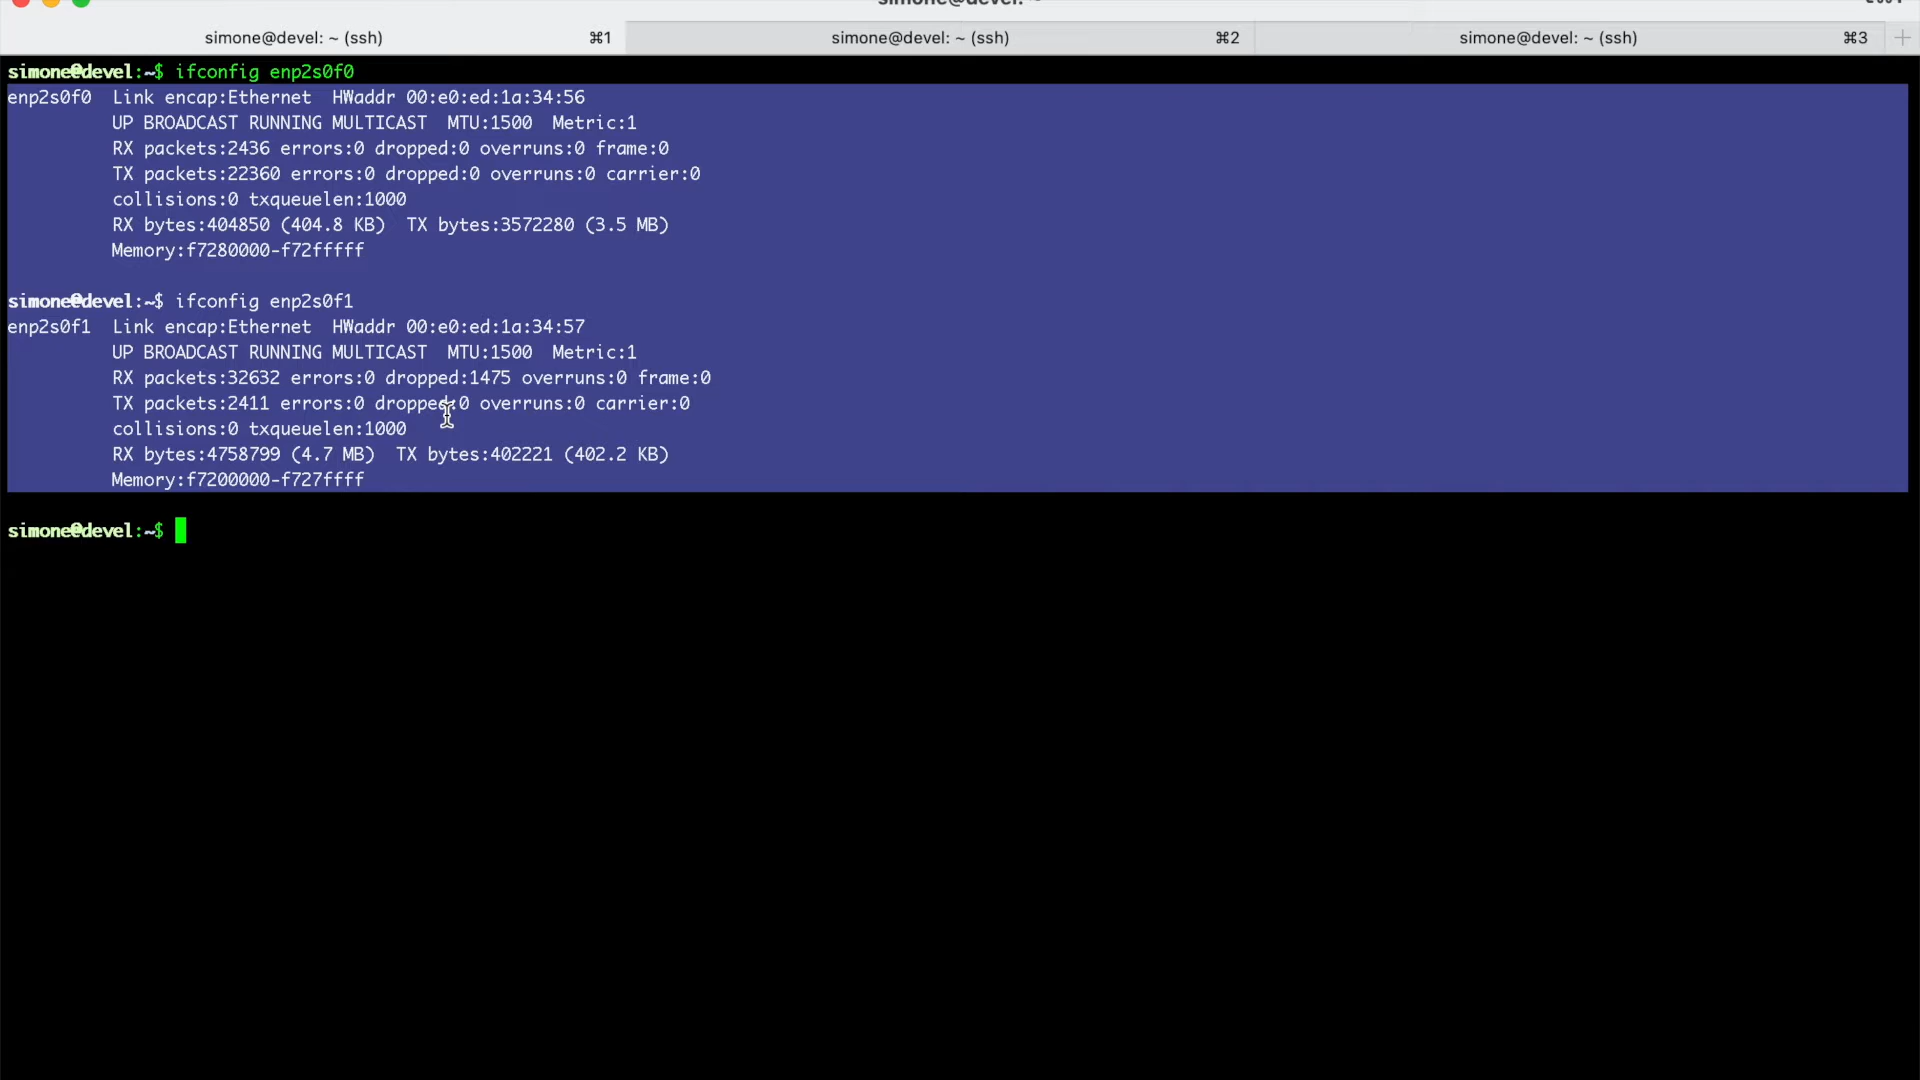 simone@devel: ~
simone@devel: ~ (ssh) ⌘1 simone@devel: ~ (ssh) ⌘2 simone@devel: ~ (ssh) ⌘3 +
simone@devel:~$ ifconfig enp2s0f0
enp2s0f0  Link encap:Ethernet  HWaddr 00:e0:ed:1a:34:56
          UP BROADCAST RUNNING MULTICAST  MTU:1500  Metric:1
          RX packets:2436 errors:0 dropped:0 overruns:0 frame:0
          TX packets:22360 errors:0 dropped:0 overruns:0 carrier:0
          collisions:0 txqueuelen:1000
          RX bytes:404850 (404.8 KB)  TX bytes:3572280 (3.5 MB)
          Memory:f7280000-f72fffff
simone@devel:~$ ifconfig enp2s0f1
enp2s0f1  Link encap:Ethernet  HWaddr 00:e0:ed:1a:34:57
          UP BROADCAST RUNNING MULTICAST  MTU:1500  Metric:1
          RX packets:32632 errors:0 dropped:1475 overruns:0 frame:0
          TX packets:2411 errors:0 dropped:0 overruns:0 carrier:0
          collisions:0 txqueuelen:1000
          RX bytes:4758799 (4.7 MB)  TX bytes:402221 (402.2 KB)
          Memory:f7200000-f727ffff
simone@devel:~$